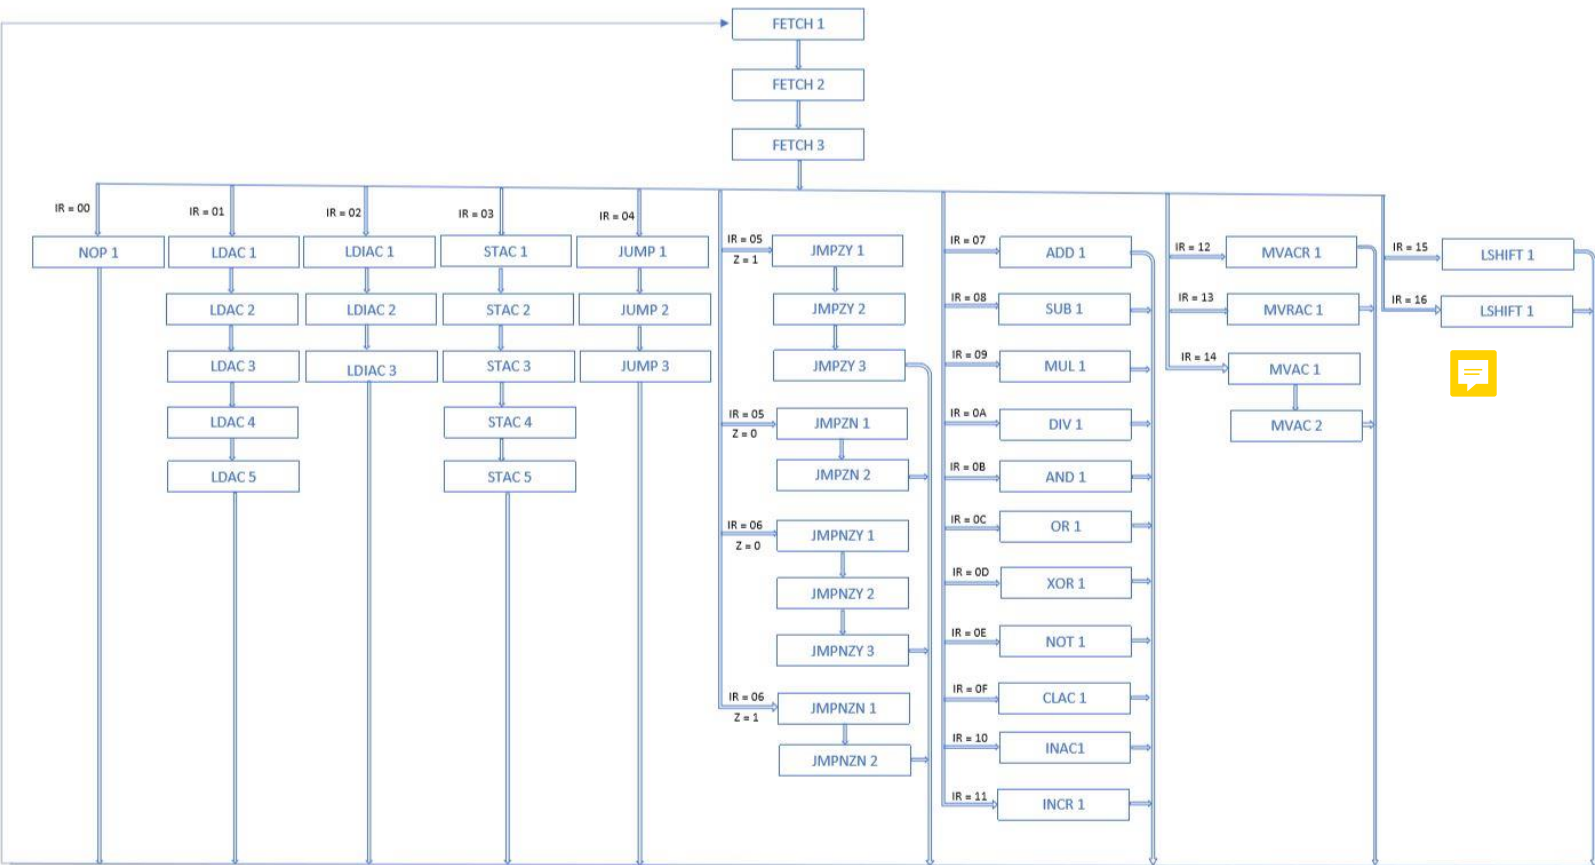 FETCH 1
FETCH 2
FETCH 3
IR = 00
NOP 1
IR = 01
LDAC 1
LDAC 2
LDAC 3
LDAC 4
LDAC 5
IR = 02
LDIAC 1
LDIAC 2
LDIAC 3
IR = 03
STAC 1
STAC 2
STAC 3
STAC 4
STAC 5
IR = 04
JUMP 1
JUMP 2
JUMP 3
IR = 05
Z = 1
JMPZY 1
JMPZY 2
JMPZY 3
IR = 05
Z = 0
JMPZN 1
JMPZN 2
IR = 06
Z = 0
JMPNZY 1
JMPNZY 2
JMPNZY 3
IR = 06
Z = 1
JMPNZN 1
JMPNZN 2
IR = 07
ADD 1
IR = 08
SUB 1
IR = 09
MUL 1
IR = 0A
DIV 1
IR = 0B
AND 1
IR = 0C
OR 1
IR = 0D
XOR 1
IR = 0E
NOT 1
IR = 0F
CLAC 1
IR = 10
INAC1
IR = 11
INCR 1
IR = 12
MVACR 1
IR = 13
MVRAC 1
IR = 14
MVAC 1
MVAC 2
IR = 15
LSHIFT 1
IR = 16
LSHIFT 1